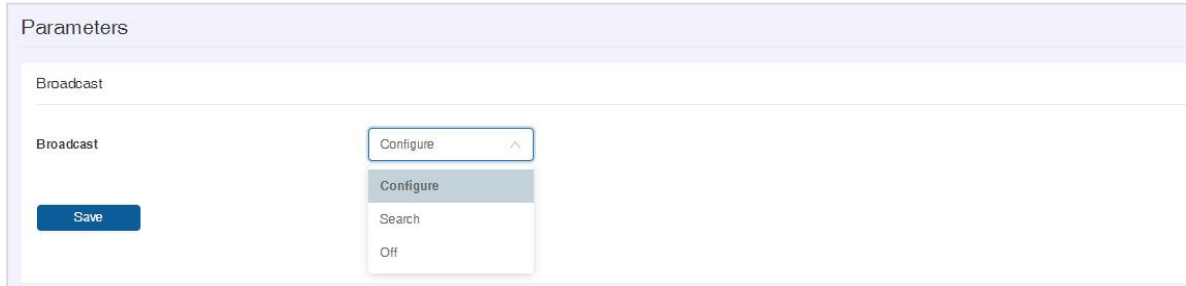 Parameters
Broadcast
Broadcast
Configure
Configure
Search
Save
Off